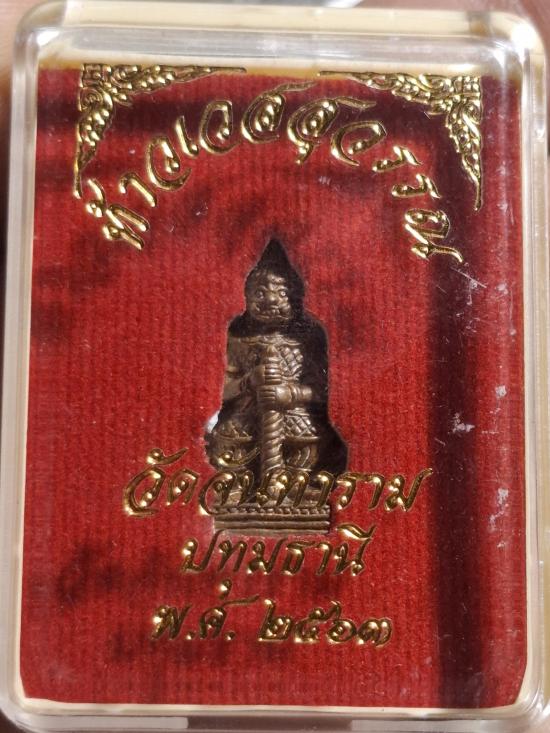 ท้าวเวสสุวรรณ
วัดจันทาราม
ปทุมธานี
พ.ศ. ๒๕๖๓